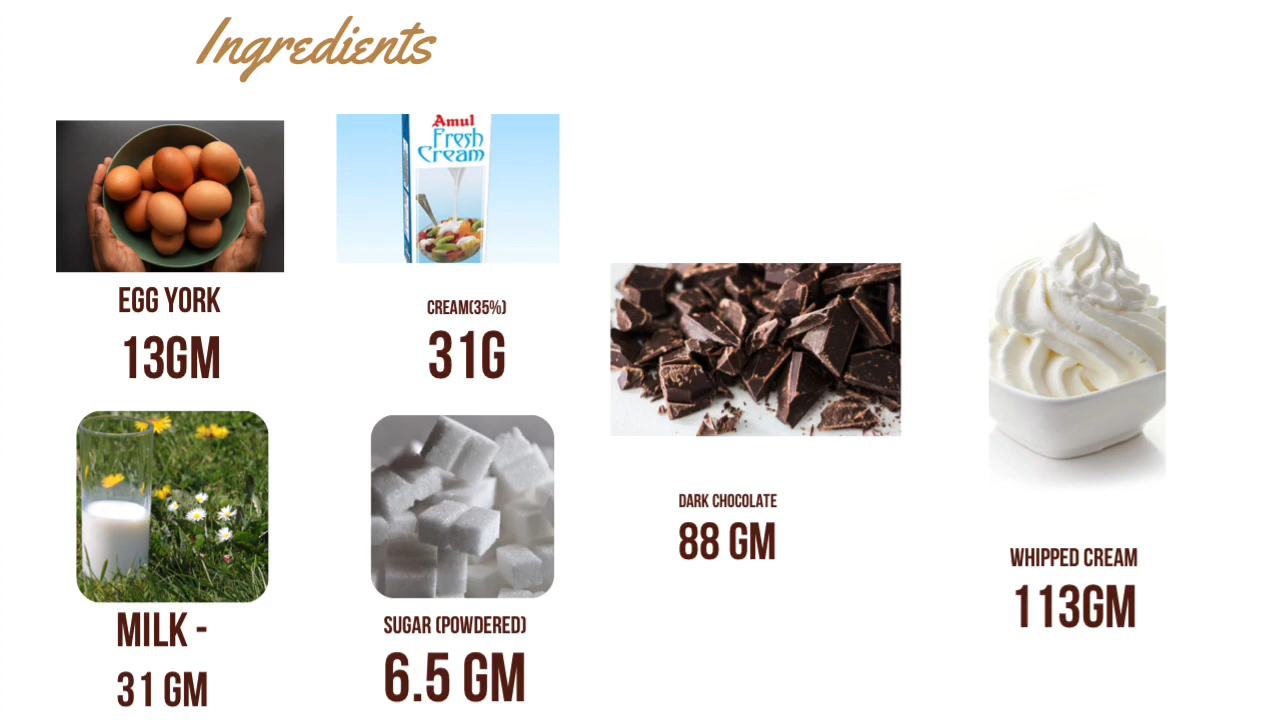 Ingredients
Amul
Fresh
Cream
EGG YORK
13GM
CREAM(35%)
31G
MILK -
31 GM
SUGAR (POWDERED)
6.5 GM
DARK CHOCOLATE
88 GM
WHIPPED CREAM
113GM